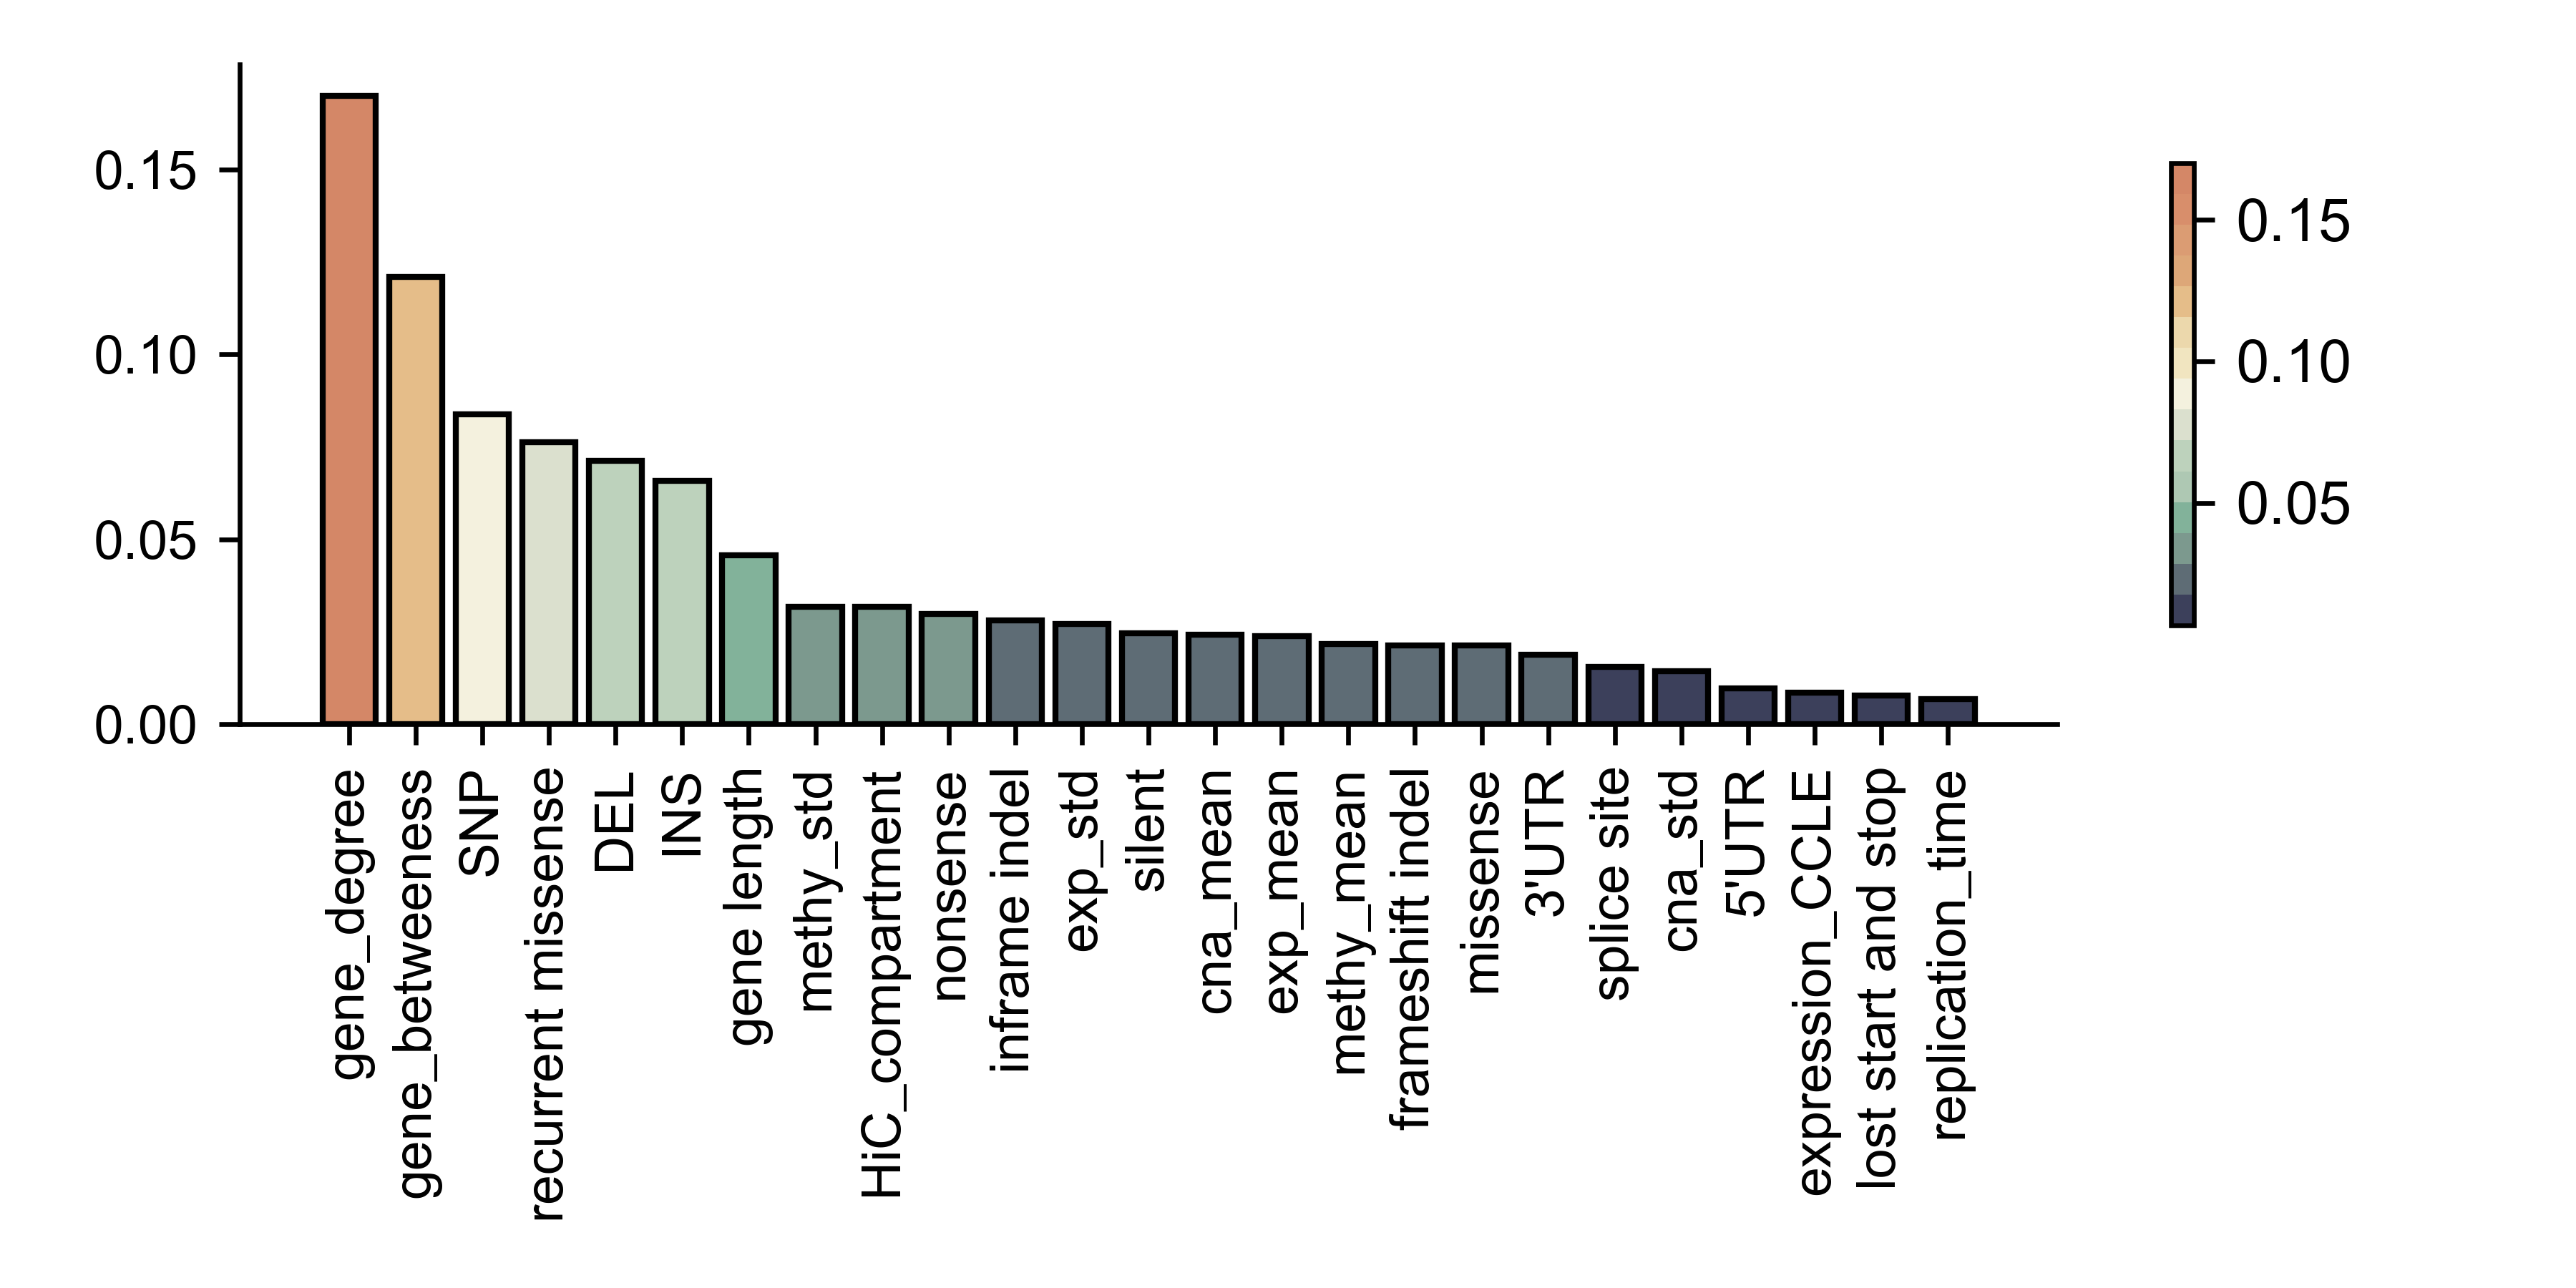 0.15
0.10
0.05
0.00
gene_degree
gene_betweeness
SNP
recurrent missense
DEL
INS
gene length
methy_std
HiC_compartment
nonsense
inframe indel
exp_std
silent
cna_mean
exp_mean
methy_mean
frameshift indel
missense
3'UTR
splice site
cna_std
5'UTR
expression_CCLE
lost start and stop
replication_time
0.15
0.10
0.05